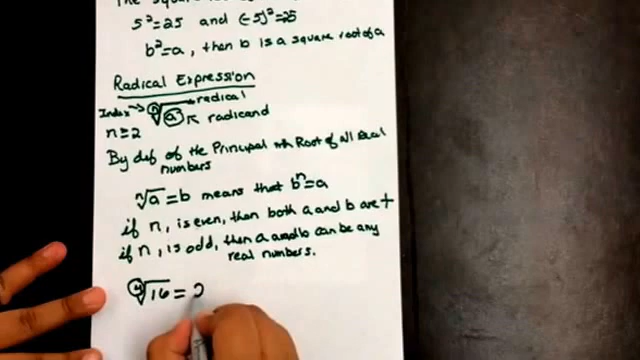 The square
5² = 25 and (-5)² = 25
b² = a, then b is a square root of a
Radical Expression
Index → ⁿ√a radical
n = 2 ← radicand
By def of the Principal nth Root of all Real
numbers
ⁿ√a = b means that bⁿ = a
if n, is even, then both a and b are +
if n, is odd, then a and b can be any
real numbers.
⁴√16 = 2